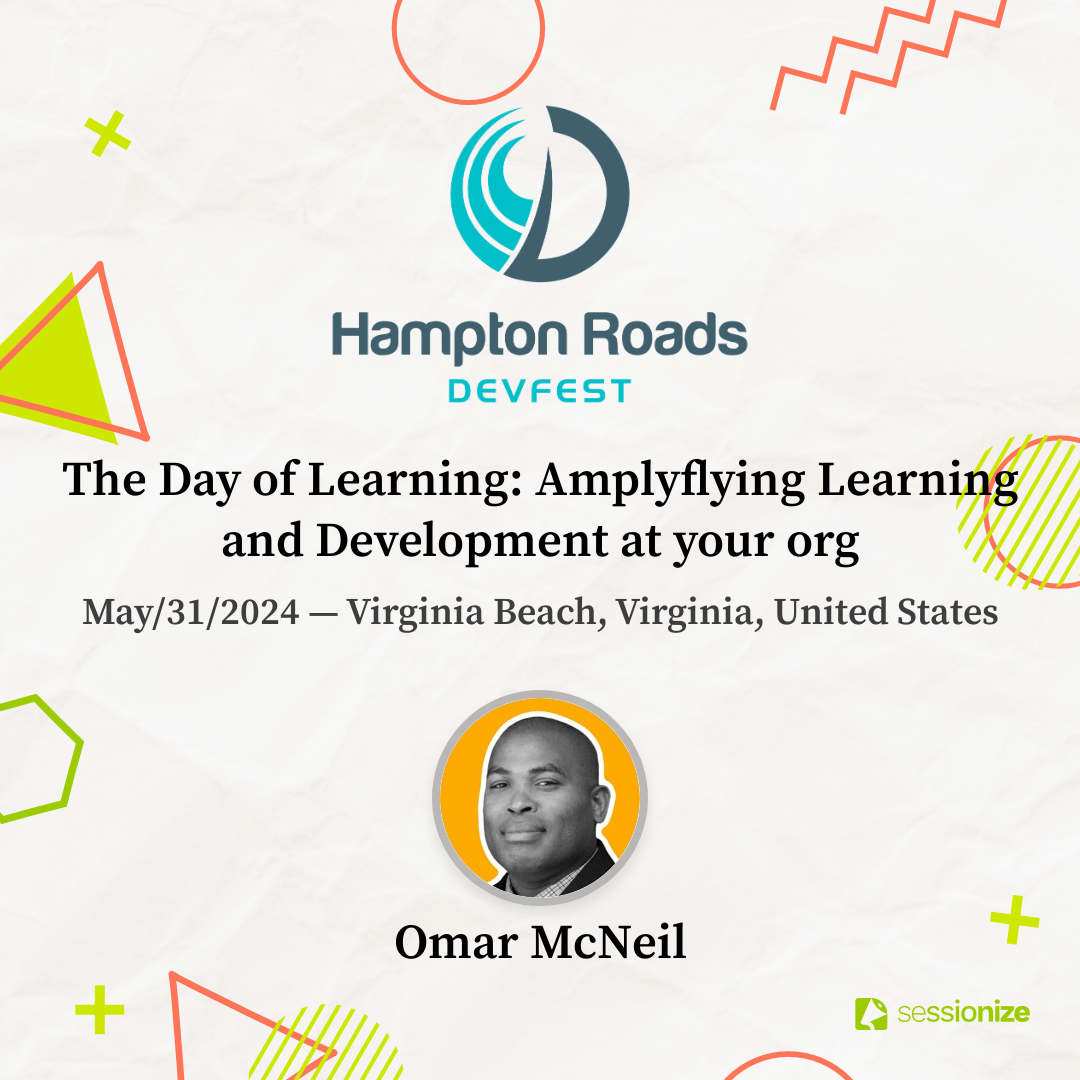 Hampton Roads
DEVFEST
The Day of Learning: Amplyflying Learning
and Development at your org
May/31/2024 — Virginia Beach, Virginia, United States
Omar McNeil
sessionize